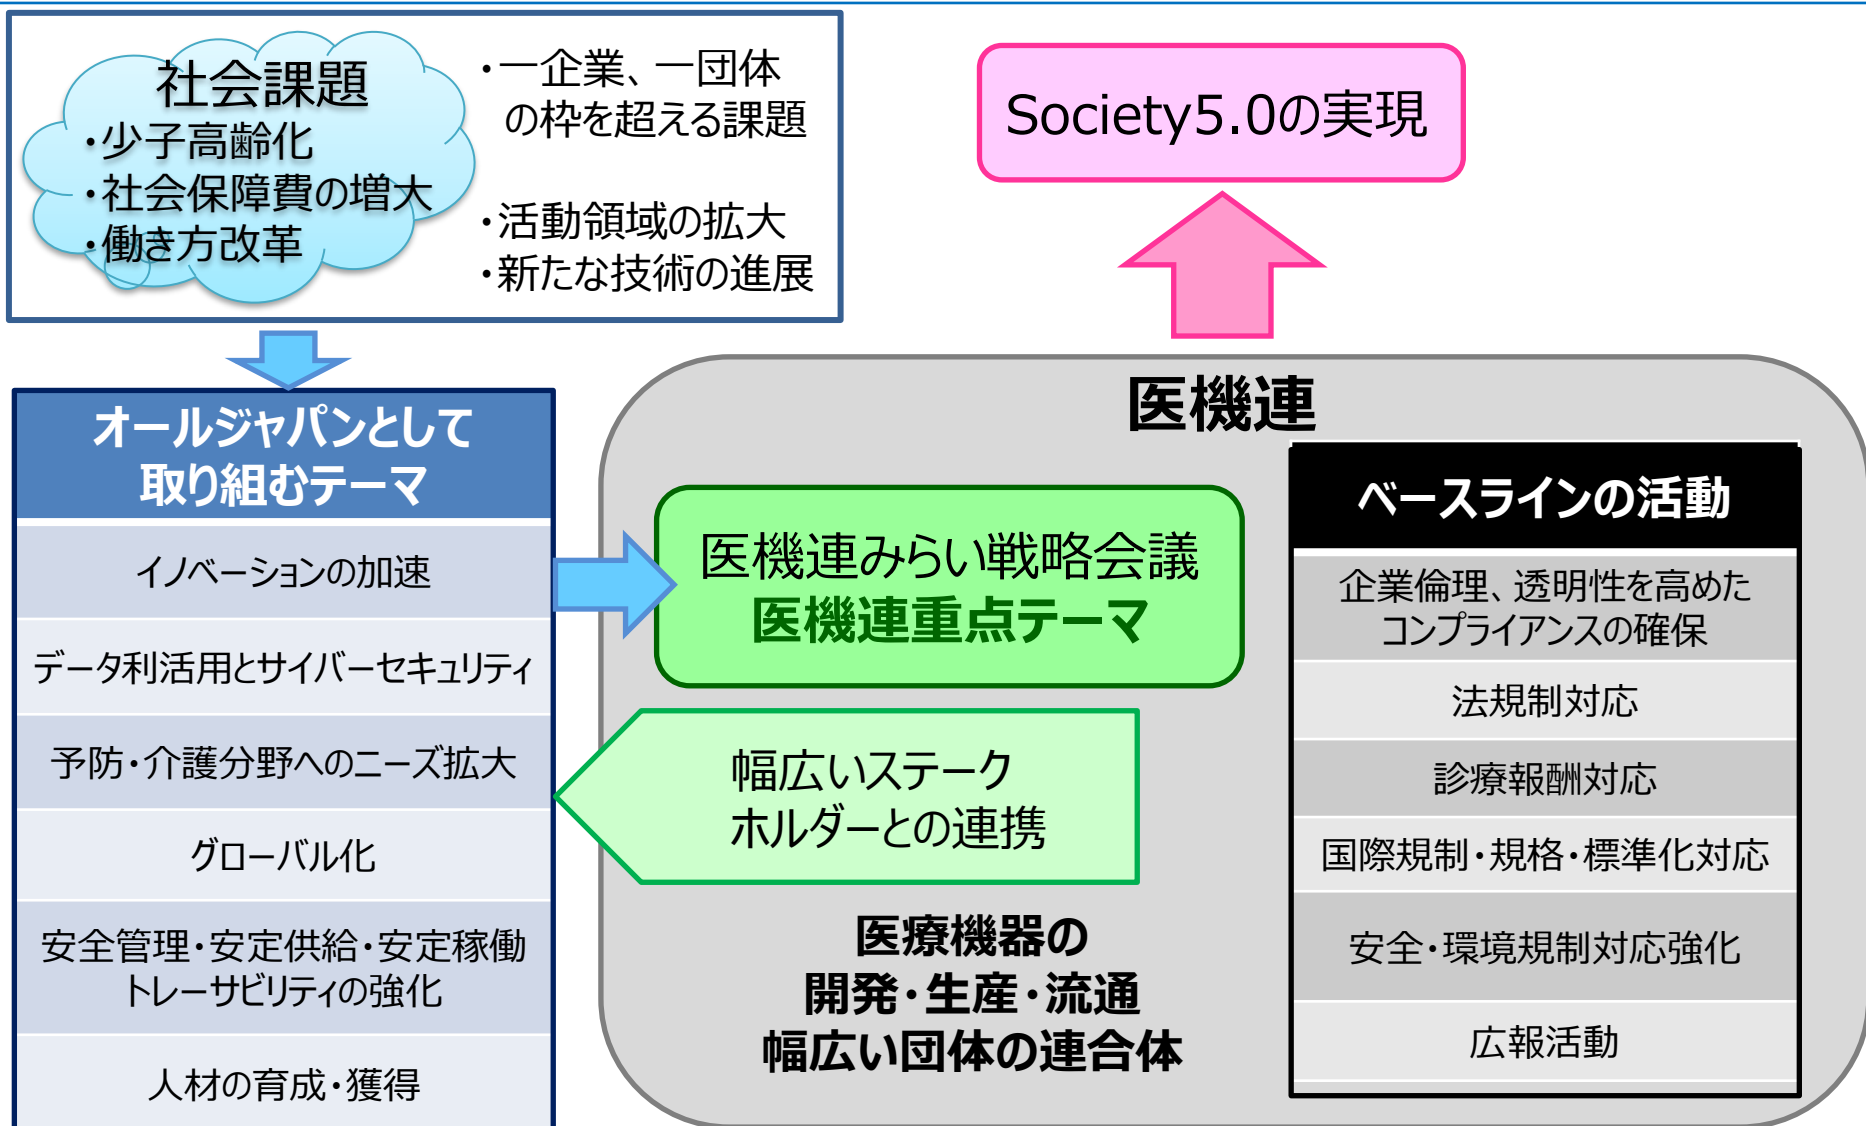 社会課題
・少子高齢化
・社会保障費の増大
・働き方改革
・一企業、一団体
の枠を超える課題
・活動領域の拡大
・新たな技術の進展
Society5.0の実現
オールジャパンとして
取り組むテーマ
イノベーションの加速
データ利活用とサイバーセキュリティ
予防・介護分野へのニーズ拡大
グローバル化
安全管理・安定供給・安定稼働
トレーサビリティの強化
人材の育成・獲得
医機連
医機連みらい戦略会議
医機連重点テーマ
幅広いステーク
ホルダーとの連携
医療機器の
開発・生産・流通
幅広い団体の連合体
ベースラインの活動
企業倫理、透明性を高めた
コンプライアンスの確保
法規制対応
診療報酬対応
国際規制・規格・標準化対応
安全・環境規制対応強化
広報活動